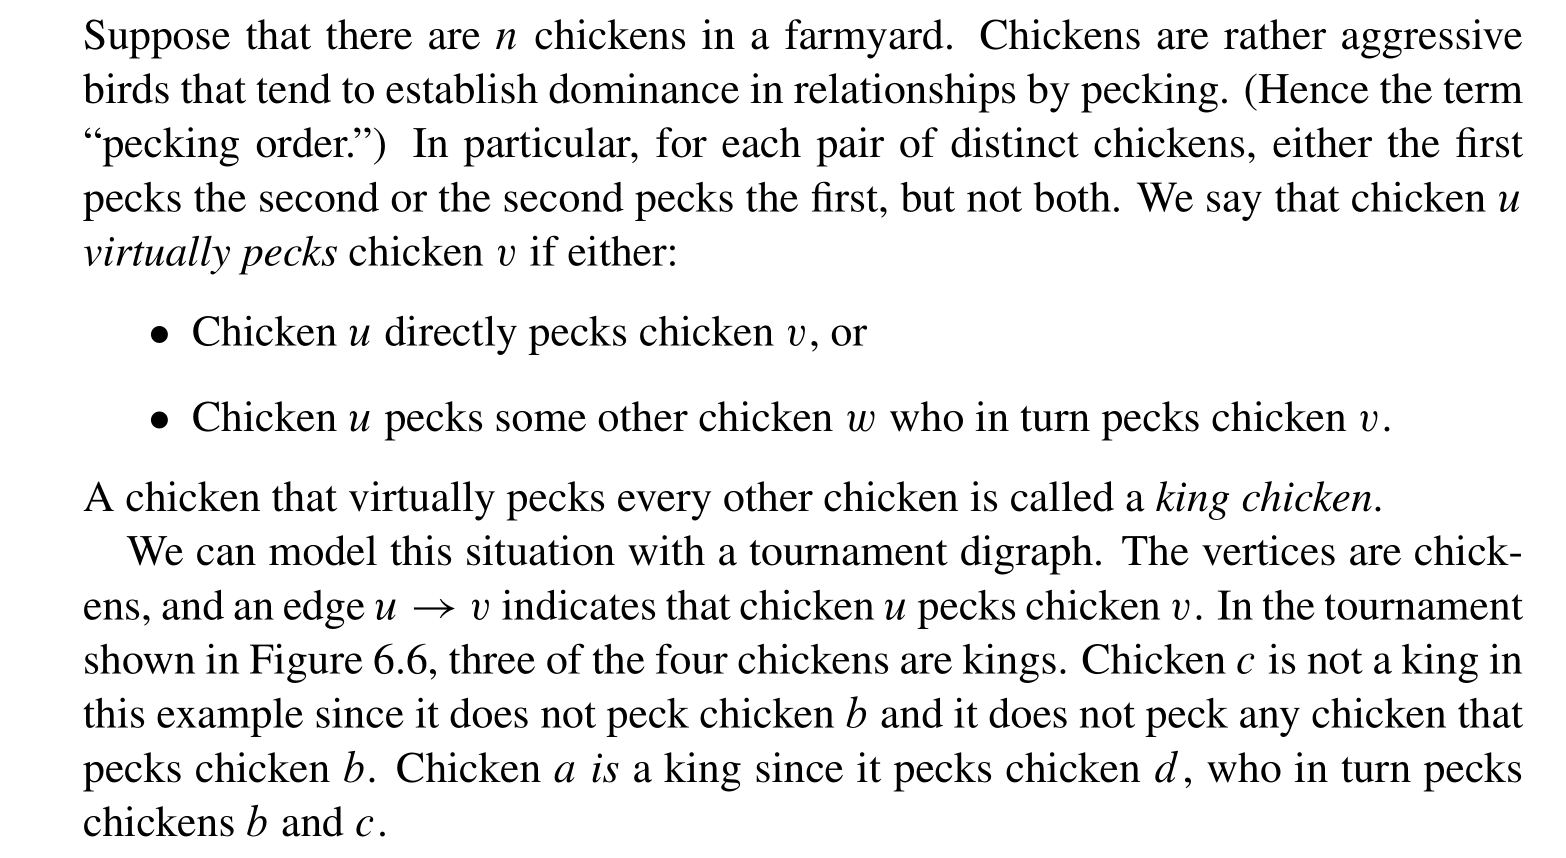 Suppose that there are n chickens in a farmyard. Chickens are rather aggressive
birds that tend to establish dominance in relationships by pecking. (Hence the term
“pecking order.”) In particular, for each pair of distinct chickens, either the first
pecks the second or the second pecks the first, but not both. We say that chicken u
virtually pecks chicken v if either:
• Chicken u directly pecks chicken v, or
• Chicken u pecks some other chicken w who in turn pecks chicken v.
A chicken that virtually pecks every other chicken is called a king chicken.
We can model this situation with a tournament digraph. The vertices are chick-
ens, and an edge u → v indicates that chicken u pecks chicken v. In the tournament
shown in Figure 6.6, three of the four chickens are kings. Chicken c is not a king in
this example since it does not peck chicken b and it does not peck any chicken that
pecks chicken b. Chicken a is a king since it pecks chicken d, who in turn pecks
chickens b and c.